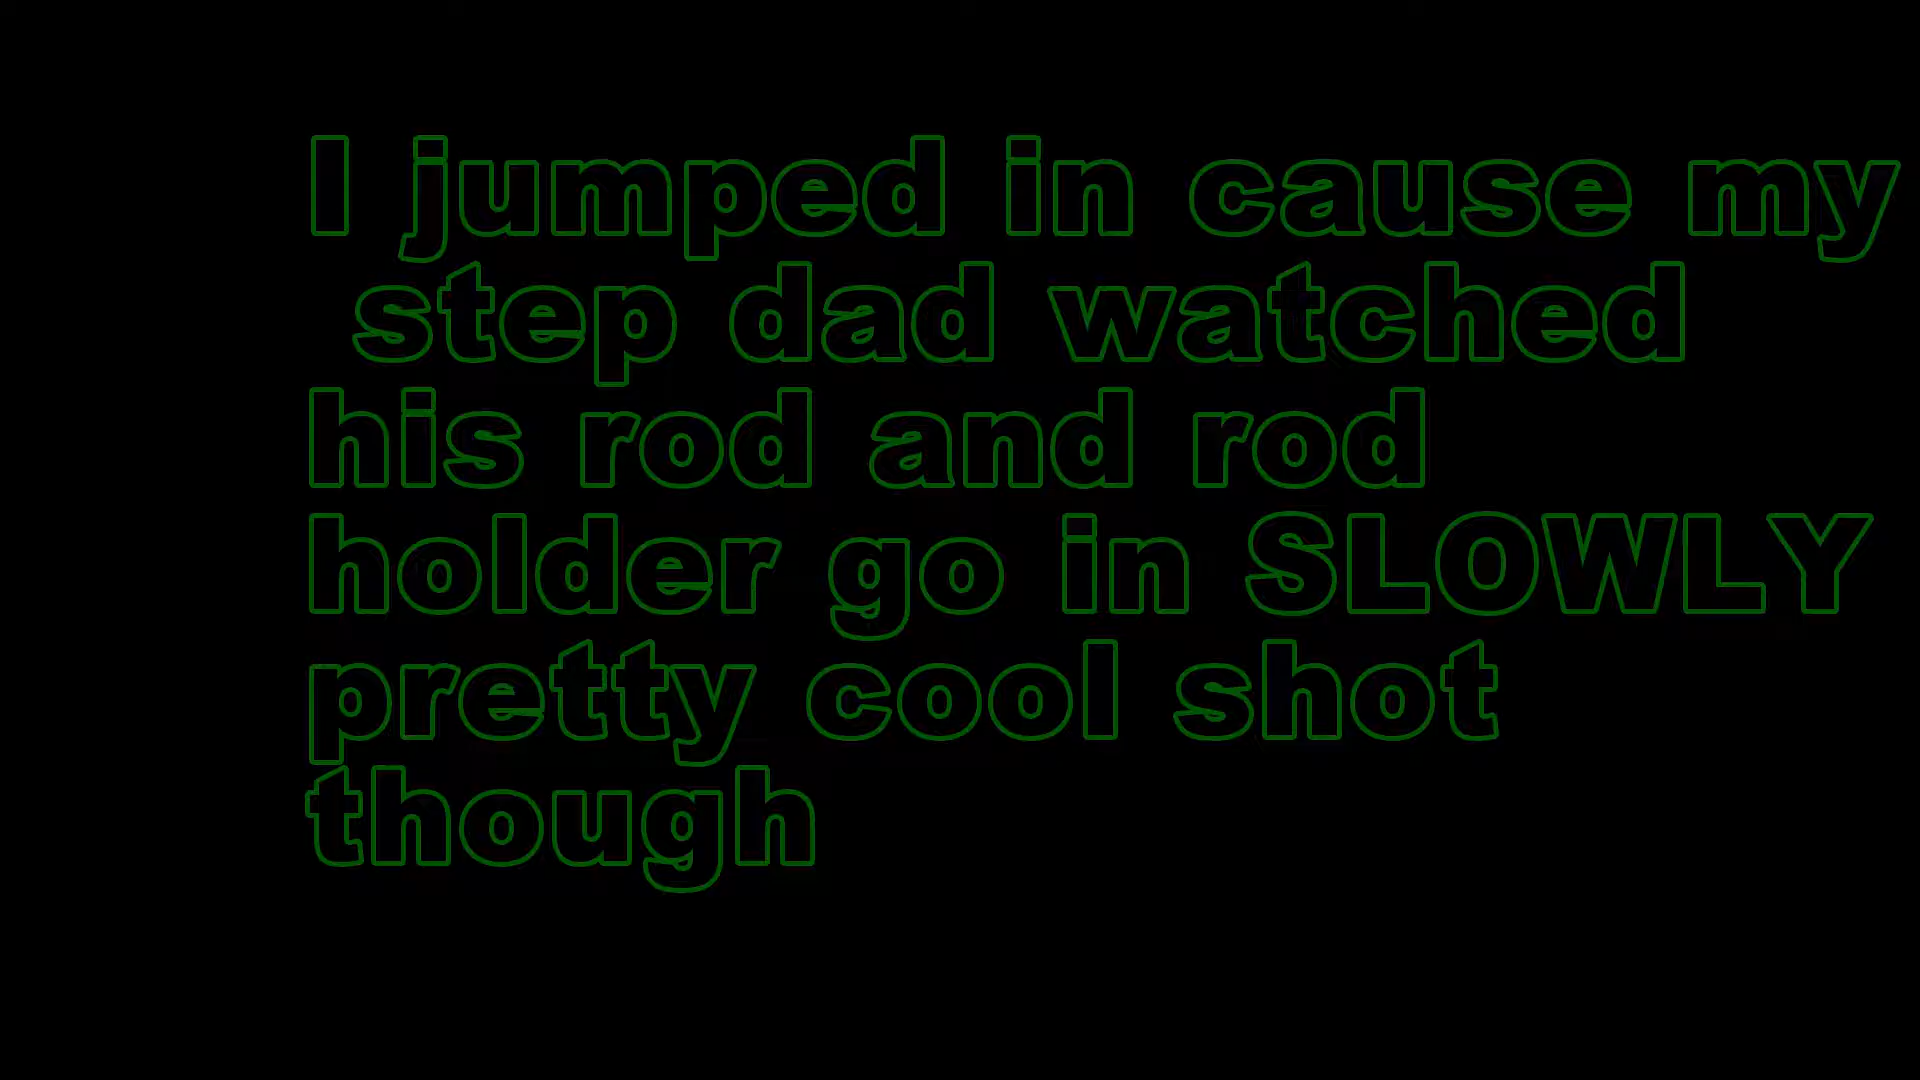 I jumped in cause my
step dad watched
his rod and rod
holder go in SLOWLY
pretty cool shot
though